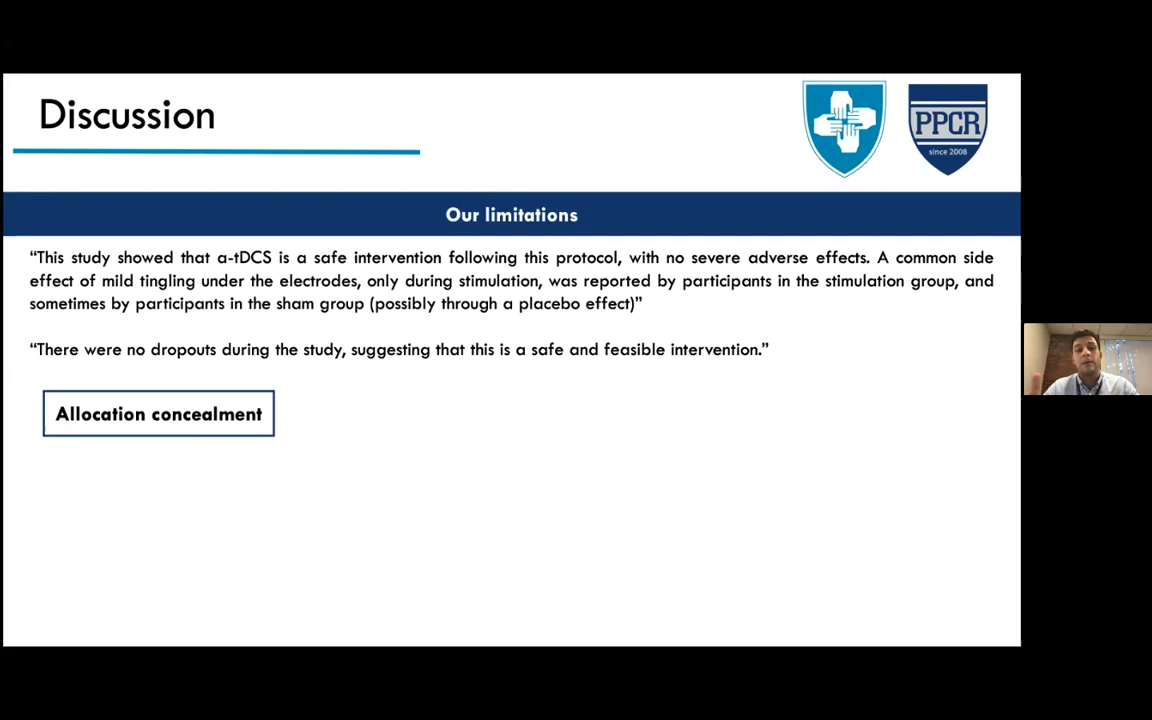 Discussion
PPCR
since 2008
Our limitations
“This study showed that a-tDCS is a safe intervention following this protocol, with no severe adverse effects. A common side
effect of mild tingling under the electrodes, only during stimulation, was reported by participants in the stimulation group, and
sometimes by participants in the sham group (possibly through a placebo effect)”
“There were no dropouts during the study, suggesting that this is a safe and feasible intervention.”
Allocation concealment